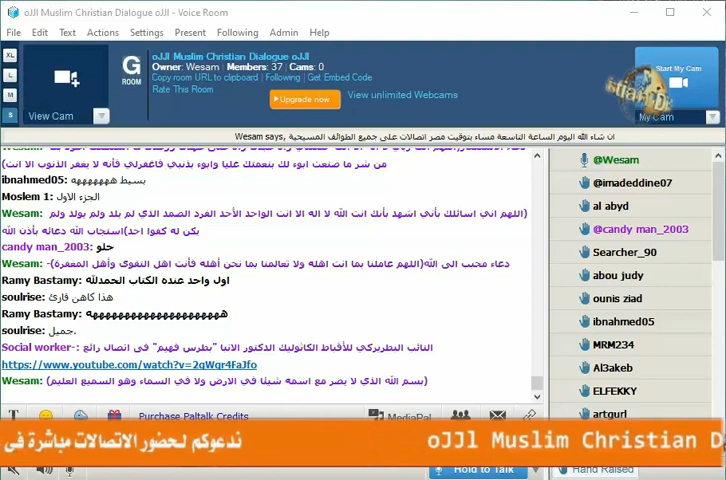 oJJl Muslim Christian Dialogue oJJl - Voice Room
File Edit Text Actions Settings Present Following Admin Help
XL
L
M
S
View Cam
G
ROOM
oJJl Muslim Christian Dialogue oJJl
Owner: Wesam | Members: 37 Cams: 0
Copy room URL to clipboard | Following | Get Embed Code
Rate This Room
Upgrade now
View unlimited Webcams
Start My Cam
My Cam
Wesam says, ان شاء الله اليوم الساعة التاسعة مساء بتوقيت مصر اتصالات على جميع الطوائف المسيحية
من شر ما صنعت ابوء لك بنعمتك عليا وابوء بذنبي فاغفرلي فأنه لا يغفر الذنوب الا انت)
ibnahmed05: بسيط هههههههه
Moslem 1: الجزء الاول
Wesam: (اللهم اني اسائلك بأني اشهد بأنك انت الله لا اله الا انت الواحد الأحد الفرد الصمد الذي لم يلد ولم يولد ولم
يكن له كفوا احد)استجاب الله دعائه بأذن الله
candy man_2003: حلو
Wesam: -دعاء محبب الى الله(اللهم عاملنا بما انت اهله ولا تعالمنا بما نحن أهله فأنت اهل التقوى وأهل المغفرة)
Ramy Bastamy: اول واحد عنده الكتاب الحمدلله
soulrise: هذا كاهن قارئ
Ramy Bastamy: هههههههههههههههههههههه
soulrise: جميل.
Social worker-: النائب البطريركي للأقباط الكاثوليك الدكتور الانبا "بطرس فهيم" فى اتصال رائع
https://www.youtube.com/watch?v=2qWqr4FaJfo
Wesam: (بسم الله الذي لا يضر مع اسمه شيئا في الارض ولا في السماء وهو السميع العليم)
@Wesam
@imadeddine07
al abyd
@candy man_2003
Searcher_90
abou judy
ounis ziad
ibnahmed05
MRM234
Al3akeb
ELFEKKY
artgurl
Purchase Paltalk Credits
MediaPal
ندعوكم لحضور الاتصالات مباشرة فى
oJJl Muslim Christian D
Hold to Talk
Hand Raised